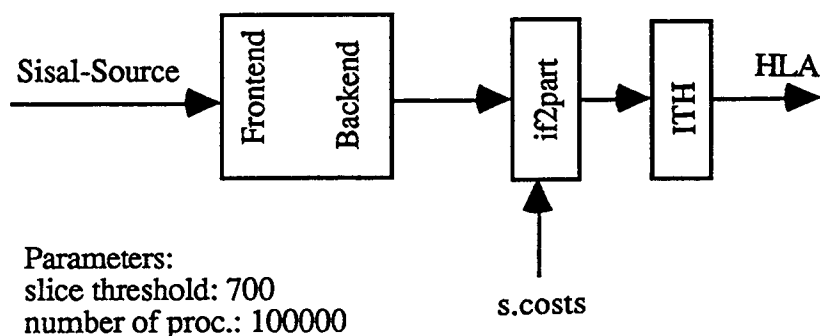 Sisal-Source
Frontend
Backend
if2part
ITH
HLA
s.costs
Parameters:
slice threshold: 700
number of proc.: 100000